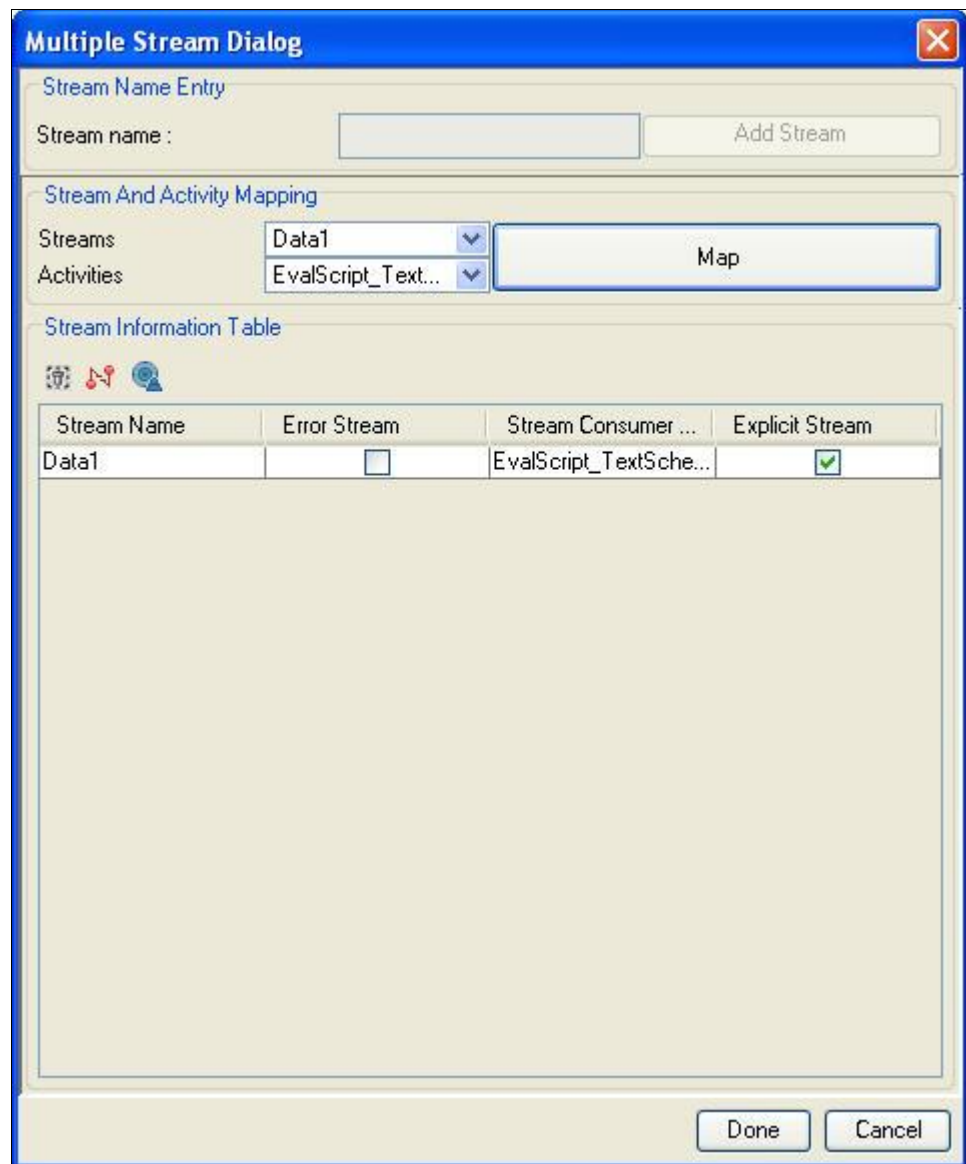 Multiple Stream Dialog
Stream Name Entry
Stream name :
Add Stream
Stream And Activity Mapping
Streams
Data1
Map
Activities
EvalScript_Text...
Stream Information Table
Stream Name Error Stream Stream Consumer ... Explicit Stream
Data1 EvalScript_TextSche...
Done Cancel